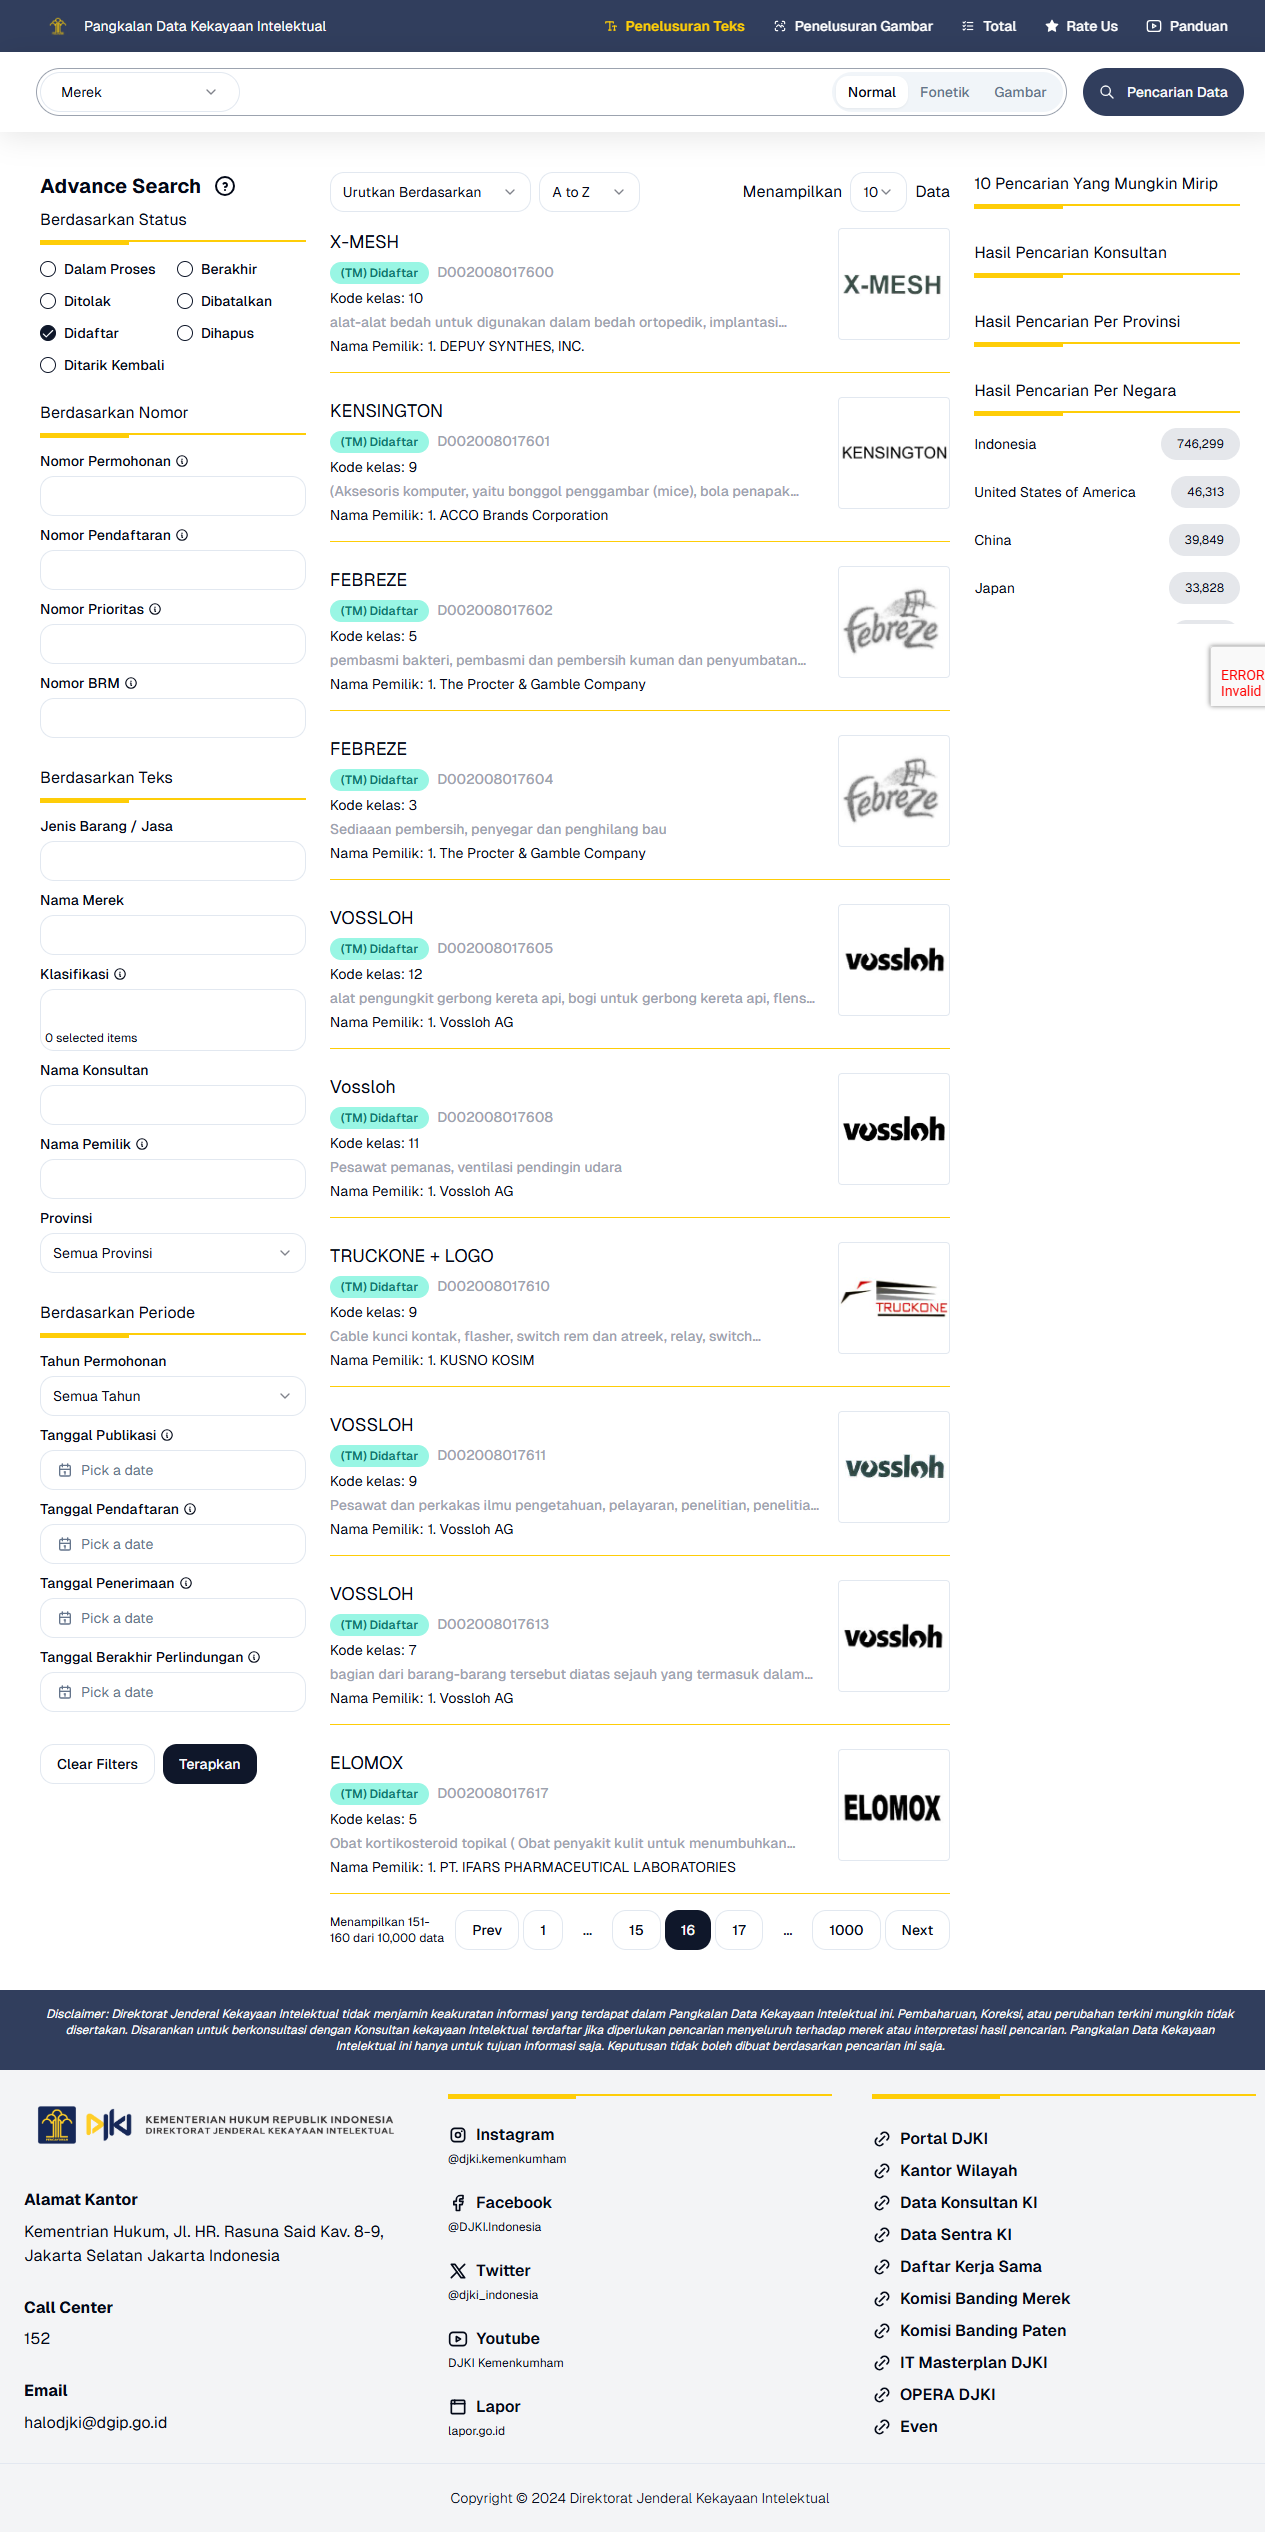 Pangkalan Data Kekayaan Intelektual
Penelusuran Teks
Penelusuran Gambar
Total
Rate Us
Panduan
Merek
Normal
Fonetik
Gambar
Pencarian Data
Advance Search
Berdasarkan Status
Dalam Proses
Berakhir
Ditolak
Dibatalkan
Didaftar
Dihapus
Ditarik Kembali
Berdasarkan Nomor
Nomor Permohonan
Nomor Pendaftaran
Nomor Prioritas
Nomor BRM
Berdasarkan Teks
Jenis Barang / Jasa
Nama Merek
Klasifikasi
0 selected items
Nama Konsultan
Nama Pemilik
Provinsi
Semua Provinsi
Berdasarkan Periode
Tahun Permohonan
Semua Tahun
Tanggal Publikasi
Pick a date
Tanggal Pendaftaran
Pick a date
Tanggal Penerimaan
Pick a date
Tanggal Berakhir Perlindungan
Pick a date
Clear Filters
Terapkan
Urutkan Berdasarkan
A to Z
Menampilkan 10 Data
X-MESH
(TM) Didaftar D002008017600
Kode kelas: 10
alat-alat bedah untuk digunakan dalam bedah ortopedik, implantasi...
Nama Pemilik: 1. DEPUY SYNTHES, INC.
X-MESH
KENSINGTON
(TM) Didaftar D002008017601
Kode kelas: 9
(Aksesoris komputer, yaitu bonggol penggambar (mice), bola penapak...
Nama Pemilik: 1. ACCO Brands Corporation
KENSINGTON
FEBREZE
(TM) Didaftar D002008017602
Kode kelas: 5
pembasmi bakteri, pembasmi dan pembersih kuman dan penyumbatan...
Nama Pemilik: 1. The Procter & Gamble Company
febreze
FEBREZE
(TM) Didaftar D002008017604
Kode kelas: 3
Sediaaan pembersih, penyegar dan penghilang bau
Nama Pemilik: 1. The Procter & Gamble Company
febreze
VOSSLOH
(TM) Didaftar D002008017605
Kode kelas: 12
alat pengungkit gerbong kereta api, bogi untuk gerbong kereta api, flens...
Nama Pemilik: 1. Vossloh AG
vossloh
Vossloh
(TM) Didaftar D002008017608
Kode kelas: 11
Pesawat pemanas, ventilasi pendingin udara
Nama Pemilik: 1. Vossloh AG
vossloh
TRUCKONE + LOGO
(TM) Didaftar D002008017610
Kode kelas: 9
Cable kunci kontak, flasher, switch rem dan atreek, relay, switch...
Nama Pemilik: 1. KUSNO KOSIM
TRUCKONE
VOSSLOH
(TM) Didaftar D002008017611
Kode kelas: 9
Pesawat dan perkakas ilmu pengetahuan, pelayaran, penelitian, penelitia...
Nama Pemilik: 1. Vossloh AG
vossloh
VOSSLOH
(TM) Didaftar D002008017613
Kode kelas: 7
bagian dari barang-barang tersebut diatas sejauh yang termasuk dalam...
Nama Pemilik: 1. Vossloh AG
vossloh
ELOMOX
(TM) Didaftar D002008017617
Kode kelas: 5
Obat kortikosteroid topikal ( Obat penyakit kulit untuk menumbuhkan...
Nama Pemilik: 1. PT. IFARS PHARMACEUTICAL LABORATORIES
ELOMOX
Menampilkan 151-
160 dari 10,000 data
Prev 1 ... 15 16 17 ... 1000 Next
10 Pencarian Yang Mungkin Mirip
Hasil Pencarian Konsultan
Hasil Pencarian Per Provinsi
Hasil Pencarian Per Negara
Indonesia 746,299
United States of America 46,313
China 39,849
Japan 33,828
ERROR
Invalid
Disclaimer: Direktorat Jenderal Kekayaan Intelektual tidak menjamin keakuratan informasi yang terdapat dalam Pangkalan Data Kekayaan Intelektual ini. Pembaharuan, Koreksi, atau perubahan terkini mungkin tidak
disertakan. Disarankan untuk berkonsultasi dengan Konsultan kekayaan Intelektual terdaftar jika diperlukan pencarian menyeluruh terhadap merek atau interpretasi hasil pencarian. Pangkalan Data Kekayaan
Intelektual ini hanya untuk tujuan informasi saja. Keputusan tidak boleh dibuat berdasarkan pencarian ini saja.
DJKI
KEMENTERIAN HUKUM REPUBLIK INDONESIA
DIREKTORAT JENDERAL KEKAYAAN INTELEKTUAL
Alamat Kantor
Kementrian Hukum, Jl. HR. Rasuna Said Kav. 8-9,
Jakarta Selatan Jakarta Indonesia
Call Center
152
Email
halodjki@dgip.go.id
Instagram
@djki.kemenkumham
Facebook
@DJKI.Indonesia
Twitter
@djki_indonesia
Youtube
DJKI Kemenkumham
Lapor
lapor.go.id
Portal DJKI
Kantor Wilayah
Data Konsultan KI
Data Sentra KI
Daftar Kerja Sama
Komisi Banding Merek
Komisi Banding Paten
IT Masterplan DJKI
OPERA DJKI
Even
Copyright © 2024 Direktorat Jenderal Kekayaan Intelektual